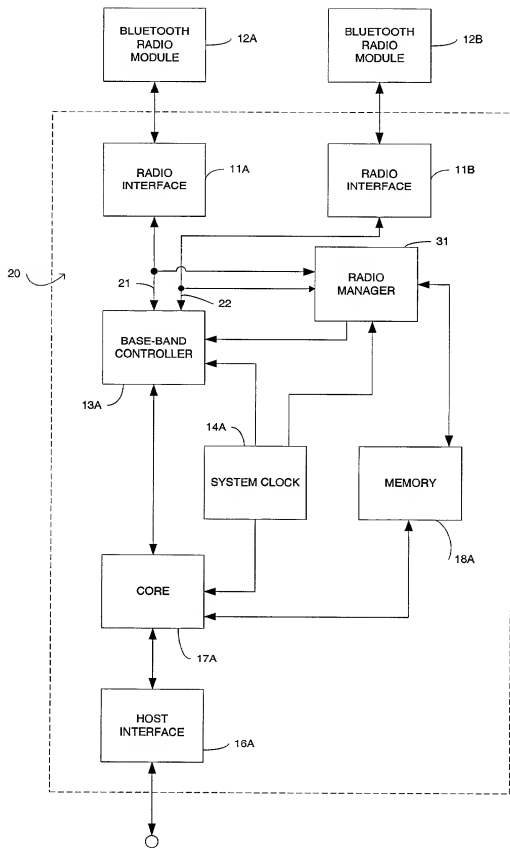 BLUETOOTH
RADIO
MODULE
12A
BLUETOOTH
RADIO
MODULE
12B
RADIO
INTERFACE
11A
RADIO
INTERFACE
11B
31
20
21
22
RADIO
MANAGER
BASE-BAND
CONTROLLER
13A
14A
SYSTEM CLOCK
MEMORY
18A
CORE
17A
HOST
INTERFACE
16A